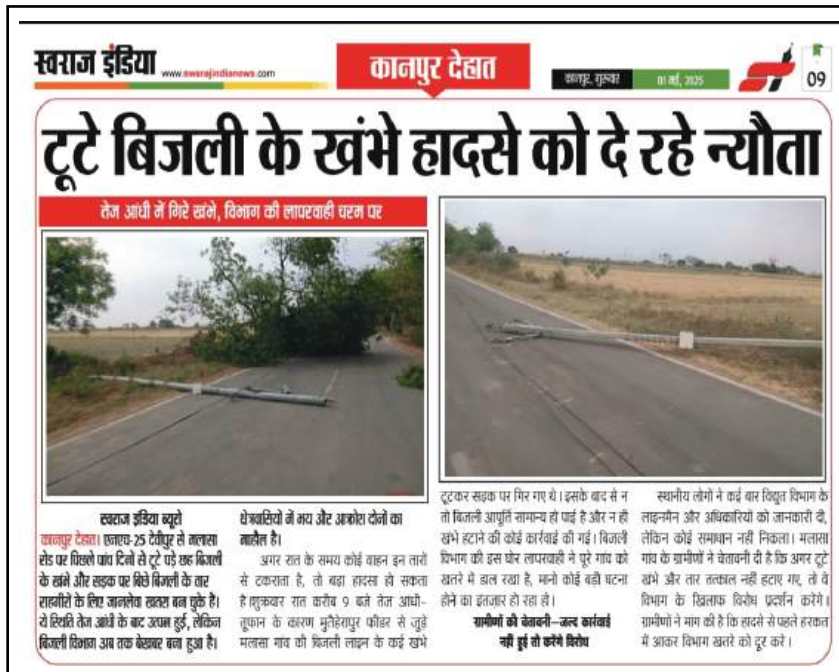 स्वराज इंडिया
www.swarajindianews.com
कानपुर देहात
कानपुर, गुरुवार
01 मई, 2025
09
टूटे बिजली के खंभे हादसे को दे रहे न्यौता
तेज आंधी में गिरे खंभे, विभाग की लापरवाही चरम पर
स्वराज इंडिया ब्यूरो
कानपुर देहात। एनएच-25 देवीपुर से मलासा
रोड पर पिछले पांच दिनों से टूटे पड़े छह बिजली
के खंभे और सड़क पर बिछे बिजली के तार
राहगीरों के लिए जानलेवा खतरा बन चुके हैं।
ये स्थिति तेज आंधी के बाद उत्पन्न हुई, लेकिन
बिजली विभाग अब तक बेखबर बना हुआ है।
क्षेत्रवासियों में भय और आक्रोश दोनों का
माहौल है।
अगर रात के समय कोई वाहन इन तारों
से टकराता है, तो बड़ा हादसा हो सकता
है।शुक्रवार रात करीब 9 बजे तेज आंधी-
तूफान के कारण मुतैहरापुर फीडर से जुड़े
मलासा गांव की बिजली लाइन के कई खंभे
टूटकर सड़क पर गिर गए थे। इसके बाद से न
तो बिजली आपूर्ति सामान्य हो पाई है और न ही
खंभे हटाने की कोई कार्रवाई की गई। बिजली
विभाग की इस घोर लापरवाही ने पूरे गांव को
खतरे में डाल रखा है, मानो कोई बड़ी घटना
होने का इंतज़ार हो रहा हो।
ग्रामीणों की चेतावनी–जल्द कार्रवाई
नहीं हुई तो करेंगे विरोध
स्थानीय लोगों ने कई बार विद्युत विभाग के
लाइनमैन और अधिकारियों को जानकारी दी,
लेकिन कोई समाधान नहीं निकला। मलासा
गांव के ग्रामीणों ने चेतावनी दी है कि अगर टूटे
खंभे और तार तत्काल नहीं हटाए गए, तो वे
विभाग के खिलाफ विरोध प्रदर्शन करेंगे।
ग्रामीणों ने मांग की है कि हादसे से पहले हरकत
में आकर विभाग खतरे को दूर करे।